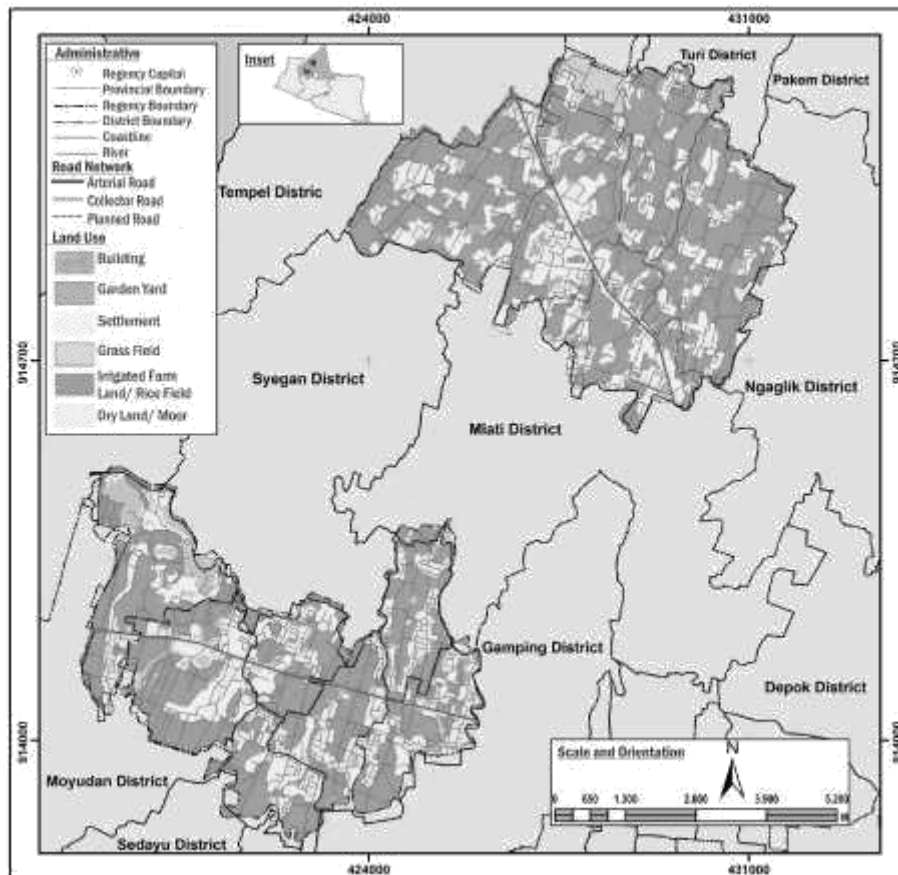 424000
431000
Administrative
Regency Capital
Provincial Boundary
Regency Boundary
District Boundary
Coastline
River
Road Network
Arterial Road
Collector Road
Planned Road
Land Use
Building
Garden Yard
Settlement
Grass Field
Irrigated Farm
Land/ Rice Field
Dry Land/ Moor
Inset
Turi District
Pakem District
Tempel Distric
914700
914700
Syegan District
Ngaglik District
Mlati District
Gamping District
Depok District
Moyudan District
Sedayu District
Scale and Orientation
N
0 650 1.300 2.600 5.200
M
424000
431000